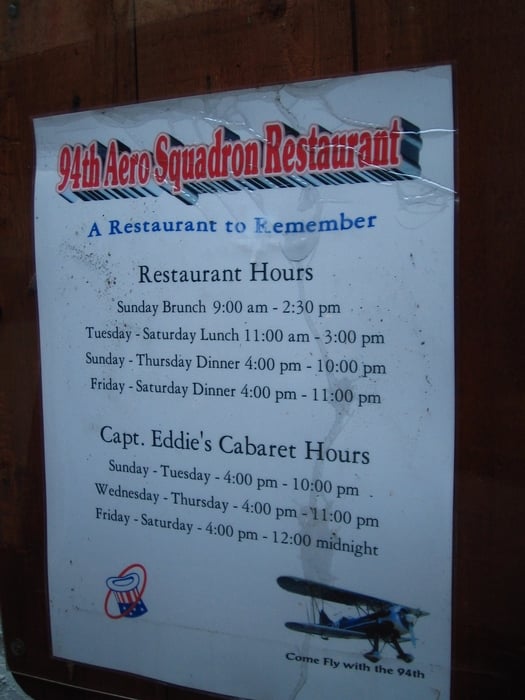 94th Aero Squadron Restaurant
A Restaurant to Remember
Restaurant Hours
Sunday Brunch 9:00 am - 2:30 pm
Tuesday - Saturday Lunch 11:00 am - 3:00 pm
Sunday - Thursday Dinner 4:00 pm - 10:00 pm
Friday - Saturday Dinner 4:00 pm - 11:00 pm
Capt. Eddie's Cabaret Hours
Sunday - Tuesday - 4:00 pm - 10:00 pm
Wednesday - Thursday - 4:00 pm - 11:00 pm
Friday - Saturday - 4:00 pm - 12:00 midnight
Come Fly with the 94th